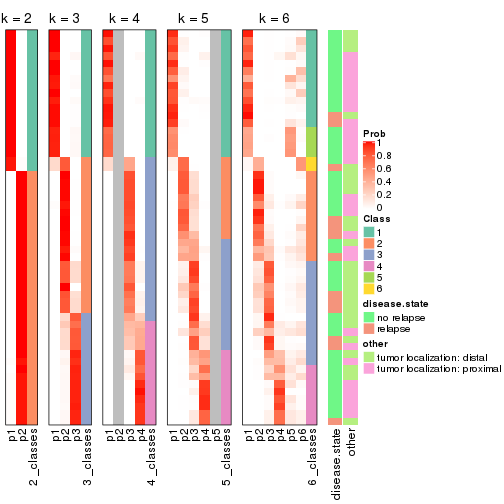 k = 2 k = 3 k = 4 k = 5 k = 6
Prob
1
0.8
0.6
0.4
0.2
0
Class
1
2
3
4
5
6
disease.state
no relapse
relapse
other
tumor localization: distal
tumor localization: proximal
p1 p2 2_classes p1 p2 p3 3_classes p1 p2 p3 p4 4_classes p1 p2 p3 p4 p5 5_classes p1 p2 p3 p4 p5 p6 6_classes disease.state other